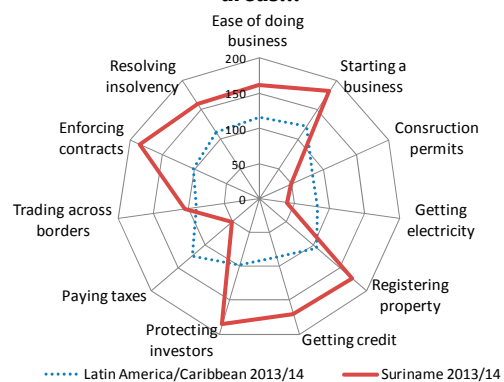 Ease of doing
business
Starting a
business
Consruction
permits
Getting
electricity
Registering
property
Getting credit
Protecting
investors
Paying taxes
Trading across
borders
Enforcing
contracts
Resolving
insolvency
200
150
100
50
0
Latin America/Caribbean 2013/14
Suriname 2013/14